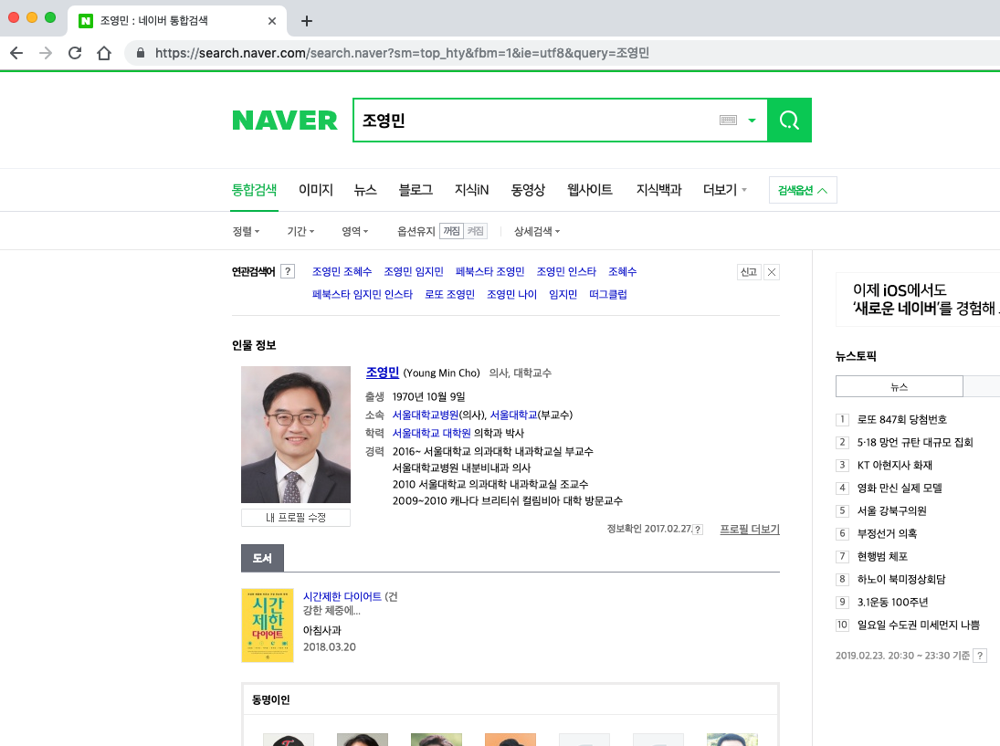 조영민 : 네이버 통합검색
https://search.naver.com/search.naver?sm=top_hty&fbm=1&ie=utf8&query=조영민
NAVER 조영민
통합검색 이미지 뉴스 블로그 지식iN 동영상 웹사이트 지식백과 더보기 검색옵션
정렬 기간 영역 옵션유지 꺼짐 켜짐 상세검색
연관검색어 ? 조영민 조혜수 조영민 임지민 페북스타 조영민 조영민 인스타 조혜수 신고
페북스타 임지민 인스타 로또 조영민 조영민 나이 임지민 떠그클럽
이제 iOS에서도
‘새로운 네이버’를 경험해
인물 정보
조영민 (Young Min Cho) 의사, 대학교수
출생 1970년 10월 9일
소속 서울대학교병원(의사), 서울대학교(부교수)
학력 서울대학교 대학원 의학과 박사
경력 2016~ 서울대학교 의과대학 내과학교실 부교수
서울대학교병원 내분비내과 의사
2010 서울대학교 의과대학 내과학교실 조교수
2009~2010 캐나다 브리티쉬 컬럼비아 대학 방문교수
내 프로필 수정
정보확인 2017.02.27. ? 프로필 더보기
도서
시간
제한
다이어트
시간제한 다이어트 (건
강한 체중에...
아침사과
2018.03.20
동명이인
뉴스토픽
뉴스
1 로또 847회 당첨번호
2 5·18 망언 규탄 대규모 집회
3 KT 아현지사 화재
4 영화 만신 실제 모델
5 서울 강북구의원
6 부정선거 의혹
7 현행범 체포
8 하노이 북미정상회담
9 3.1운동 100주년
10 일요일 수도권 미세먼지 나쁨
2019.02.23. 20:30 ~ 23:30 기준 ?